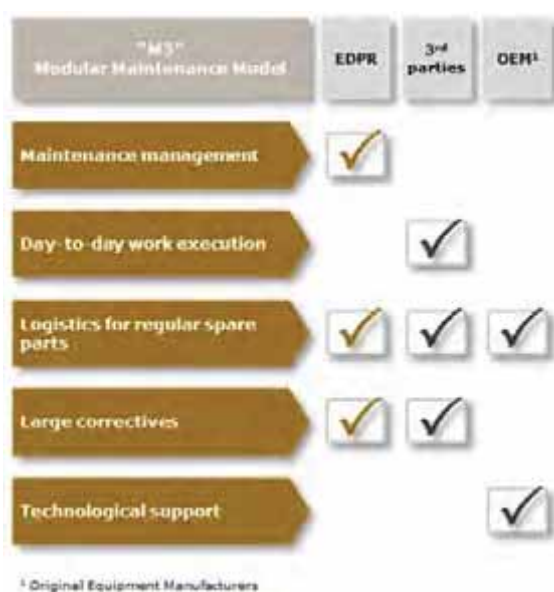 "M3"
Modular Maintenance Model
EDPR
3rd
parties
OEM¹
Maintenance management
Day-to-day work execution
Logistics for regular spare
parts
Large correctives
Technological support
¹ Original Equipment Manufacturers